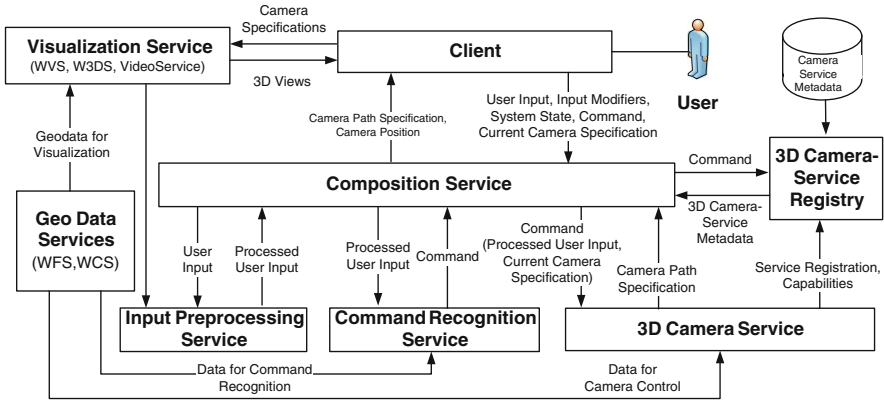 Camera
Specifications
Visualization Service
(WVS, W3DS, VideoService)
Client
3D Views
User
Camera
Service
Metadata
Geodata for
Visualization
Camera Path Specification,
Camera Position
User Input, Input Modifiers,
System State, Command,
Current Camera Specification
Composition Service
Command
3D Camera-
Service
Registry
3D Camera-
Service
Metadata
Geo Data
Services
(WFS,WCS)
User
Input
Processed
User Input
Processed
User Input
Command
Command
(Processed User Input,
Current Camera
Specification)
Camera Path
Specification
Service Registration,
Capabilities
Input Preprocessing
Service
Command Recognition
Service
3D Camera Service
Data for Command
Recognition
Data for
Camera Control